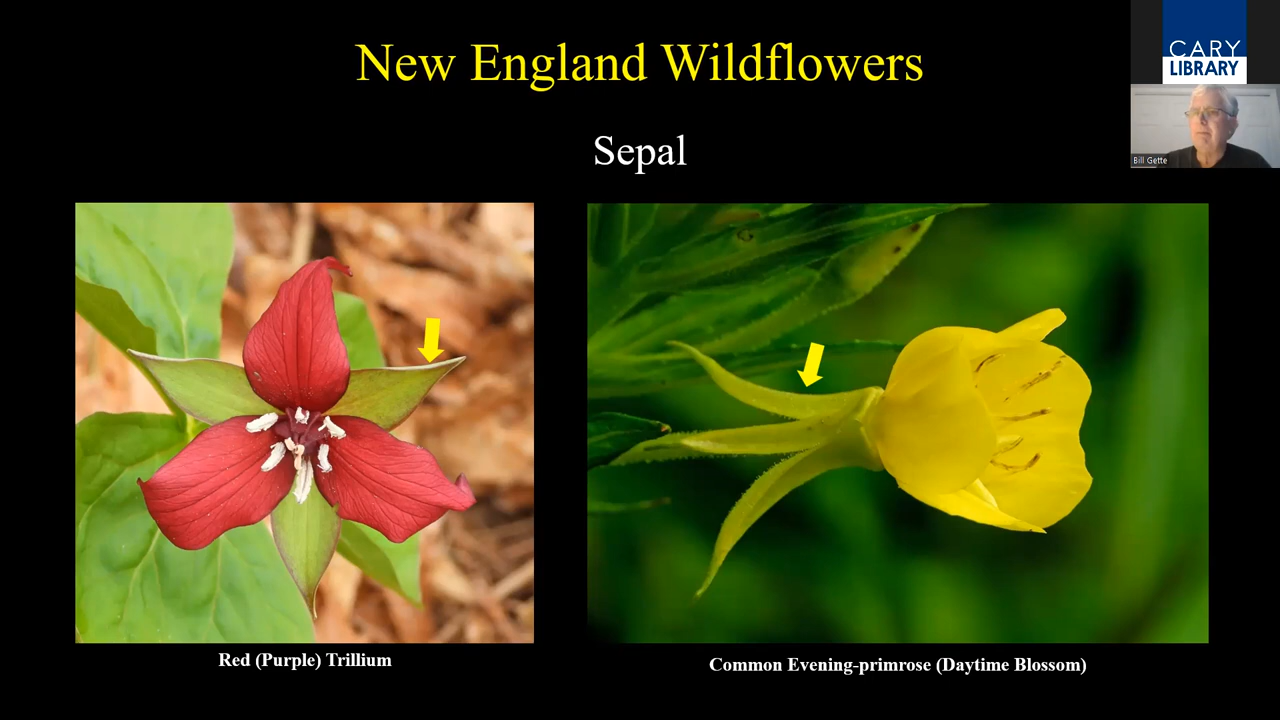 New England Wildflowers
CARY
LIBRARY
Sepal
Bill Gette
Red (Purple) Trillium
Common Evening-primrose (Daytime Blossom)